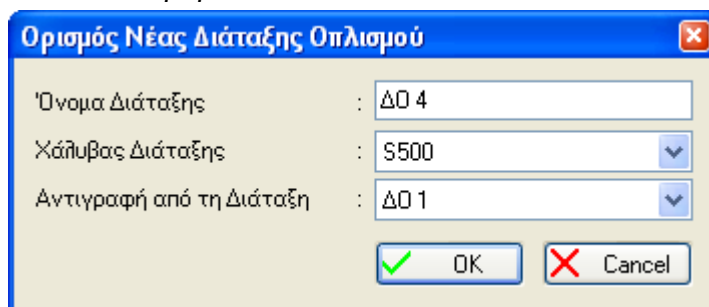 Ορισμός Νέας Διάταξης Οπλισμού
Όνομα Διάταξης : ΔΟ 4
Χάλυβας Διάταξης : S500
Αντιγραφή από τη Διάταξη : ΔΟ 1
OK Cancel